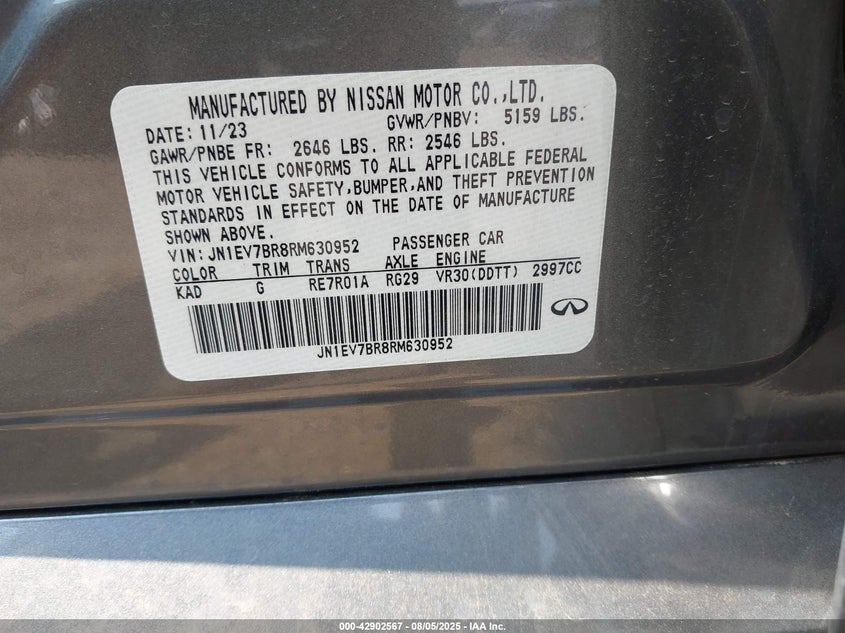 MANUFACTURED BY NISSAN MOTOR CO.,LTD.
DATE: 11/23 GVWR/PNBV: 5159 LBS.
GAWR/PNBE FR: 2646 LBS. RR: 2546 LBS.
THIS VEHICLE CONFORMS TO ALL APPLICABLE FEDERAL
MOTOR VEHICLE SAFETY,BUMPER,AND THEFT PREVENTION
STANDARDS IN EFFECT ON THE DATE OF MANUFACTURE
SHOWN ABOVE.
VIN:JN1EV7BR8RM630952 PASSENGER CAR
COLOR TRIM TRANS AXLE ENGINE
KAD G RE7R01A RG29 VR30(DDTT) 2997CC
JN1EV7BR8RM630952
000-42902567 - 08/05/2025 - IAA Inc.